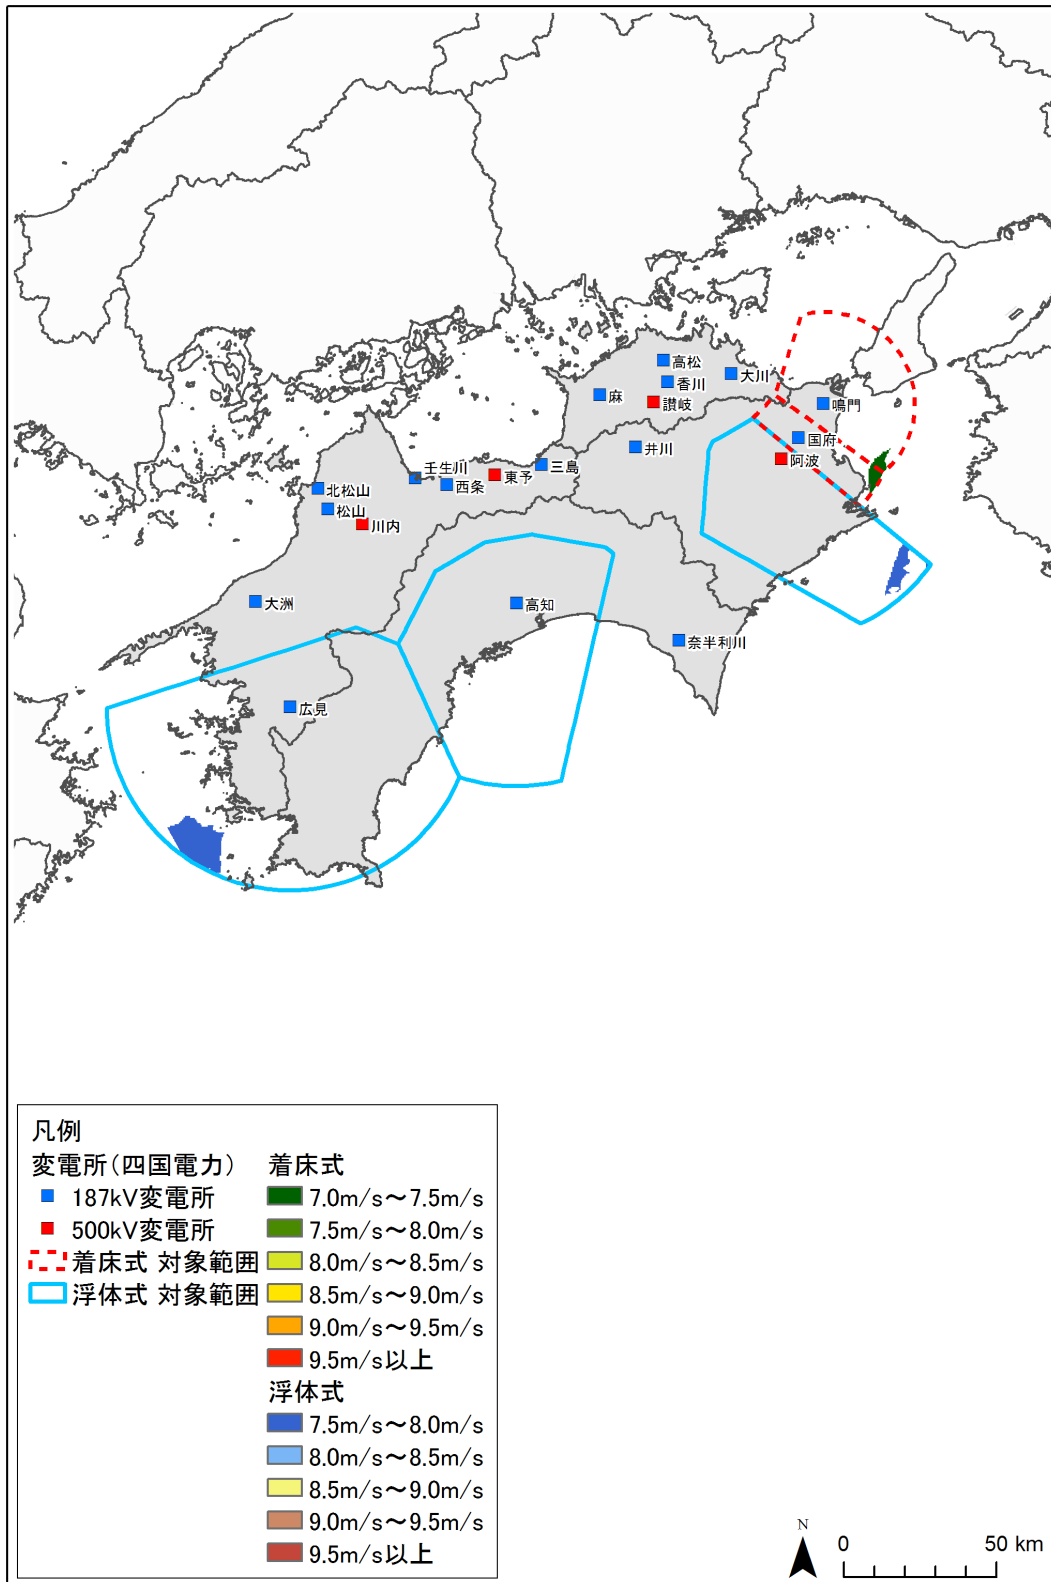 高松
香川
大川
麻
讃岐
鳴門
国府
井川
阿波
三島
壬生川
東予
西条
北松山
松山
川内
大洲
高知
奈半利川
広見
凡例
変電所(四国電力)
187kV変電所
500kV変電所
着床式 対象範囲
浮体式 対象範囲
着床式
7.0m/s～7.5m/s
7.5m/s～8.0m/s
8.0m/s～8.5m/s
8.5m/s～9.0m/s
9.0m/s～9.5m/s
9.5m/s以上
浮体式
7.5m/s～8.0m/s
8.0m/s～8.5m/s
8.5m/s～9.0m/s
9.0m/s～9.5m/s
9.5m/s以上
N
0 50 km